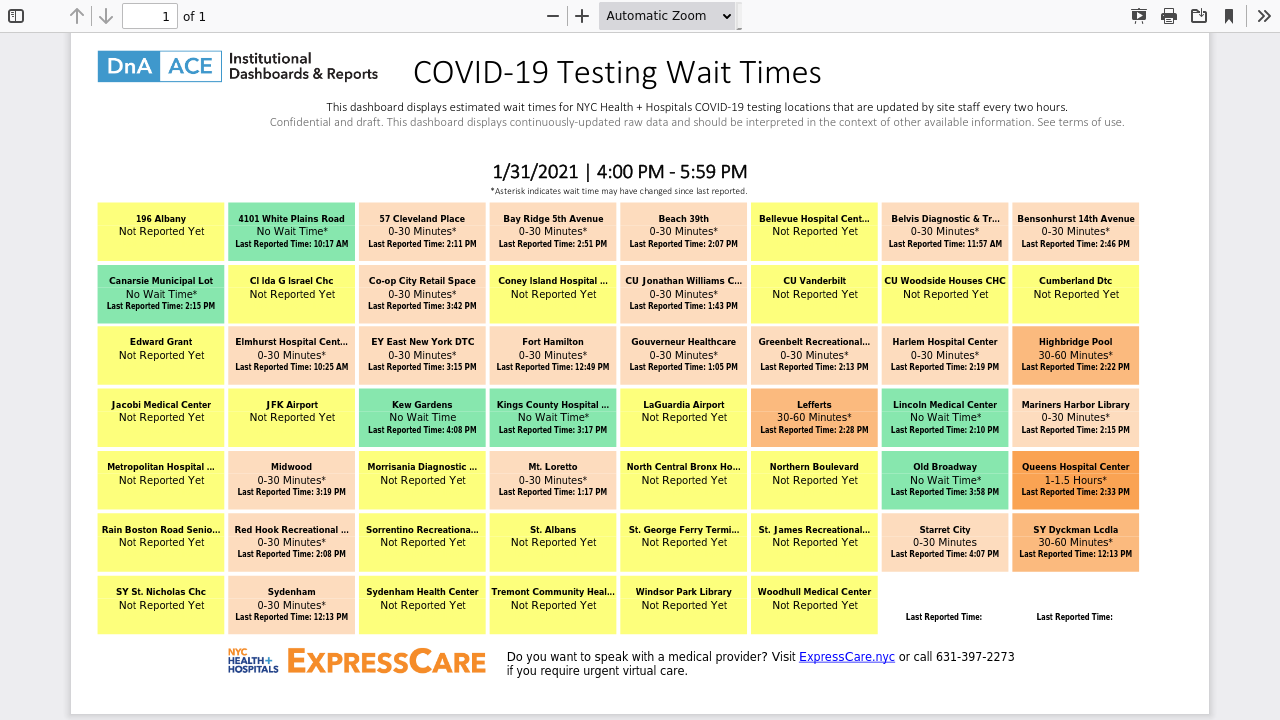 1
of 1
Automatic Zoom
DnA ACE Institutional Dashboards & Reports
COVID-19 Testing Wait Times
This dashboard displays estimated wait times for NYC Health + Hospitals COVID-19 testing locations that are updated by site staff every two hours.
Confidential and draft. This dashboard displays continuously-updated raw data and should be interpreted in the context of other available information. See terms of use.
1/31/2021 | 4:00 PM - 5:59 PM
*Asterisk indicates wait time may have changed since last reported.
196 Albany
Not Reported Yet
4101 White Plains Road
No Wait Time*
Last Reported Time: 10:17 AM
57 Cleveland Place
0-30 Minutes*
Last Reported Time: 2:11 PM
Bay Ridge 5th Avenue
0-30 Minutes*
Last Reported Time: 2:51 PM
Beach 39th
0-30 Minutes*
Last Reported Time: 2:07 PM
Bellevue Hospital Cent...
Not Reported Yet
Belvis Diagnostic & Tr...
0-30 Minutes*
Last Reported Time: 11:57 AM
Bensonhurst 14th Avenue
0-30 Minutes*
Last Reported Time: 2:46 PM
Canarsie Municipal Lot
No Wait Time*
Last Reported Time: 2:15 PM
CI Ida G Israel Chc
Not Reported Yet
Co-op City Retail Space
0-30 Minutes*
Last Reported Time: 3:42 PM
Coney Island Hospital ...
Not Reported Yet
CU Jonathan Williams C...
0-30 Minutes*
Last Reported Time: 1:43 PM
CU Vanderbilt
Not Reported Yet
CU Woodside Houses CHC
Not Reported Yet
Cumberland Dtc
Not Reported Yet
Edward Grant
Not Reported Yet
Elmhurst Hospital Cent...
0-30 Minutes*
Last Reported Time: 10:25 AM
EY East New York DTC
0-30 Minutes*
Last Reported Time: 3:15 PM
Fort Hamilton
0-30 Minutes*
Last Reported Time: 12:49 PM
Gouverneur Healthcare
0-30 Minutes*
Last Reported Time: 1:05 PM
Greenbelt Recreational...
0-30 Minutes*
Last Reported Time: 2:13 PM
Harlem Hospital Center
0-30 Minutes*
Last Reported Time: 2:19 PM
Highbridge Pool
30-60 Minutes*
Last Reported Time: 2:22 PM
Jacobi Medical Center
Not Reported Yet
JFK Airport
Not Reported Yet
Kew Gardens
No Wait Time
Last Reported Time: 4:08 PM
Kings County Hospital ...
No Wait Time*
Last Reported Time: 3:17 PM
LaGuardia Airport
Not Reported Yet
Lefferts
30-60 Minutes*
Last Reported Time: 2:28 PM
Lincoln Medical Center
No Wait Time*
Last Reported Time: 2:10 PM
Mariners Harbor Library
0-30 Minutes*
Last Reported Time: 2:15 PM
Metropolitan Hospital ...
Not Reported Yet
Midwood
0-30 Minutes*
Last Reported Time: 3:19 PM
Morrisania Diagnostic ...
Not Reported Yet
Mt. Loretto
0-30 Minutes*
Last Reported Time: 1:17 PM
North Central Bronx Ho...
Not Reported Yet
Northern Boulevard
Not Reported Yet
Old Broadway
No Wait Time*
Last Reported Time: 3:58 PM
Queens Hospital Center
1-1.5 Hours*
Last Reported Time: 2:33 PM
Rain Boston Road Senio...
Not Reported Yet
Red Hook Recreational ...
0-30 Minutes*
Last Reported Time: 2:08 PM
Sorrentino Recreationa...
Not Reported Yet
St. Albans
Not Reported Yet
St. George Ferry Termi...
Not Reported Yet
St. James Recreational...
Not Reported Yet
Starret City
0-30 Minutes
Last Reported Time: 4:07 PM
SY Dyckman Lcdla
30-60 Minutes*
Last Reported Time: 12:13 PM
SY St. Nicholas Chc
Not Reported Yet
Sydenham
0-30 Minutes*
Last Reported Time: 12:13 PM
Sydenham Health Center
Not Reported Yet
Tremont Community Heal...
Not Reported Yet
Windsor Park Library
Not Reported Yet
Woodhull Medical Center
Not Reported Yet
Last Reported Time:
Last Reported Time:
NYC HEALTH+ HOSPITALS
EXPRESSCARE
Do you want to speak with a medical provider? Visit ExpressCare.nyc or call 631-397-2273
if you require urgent virtual care.